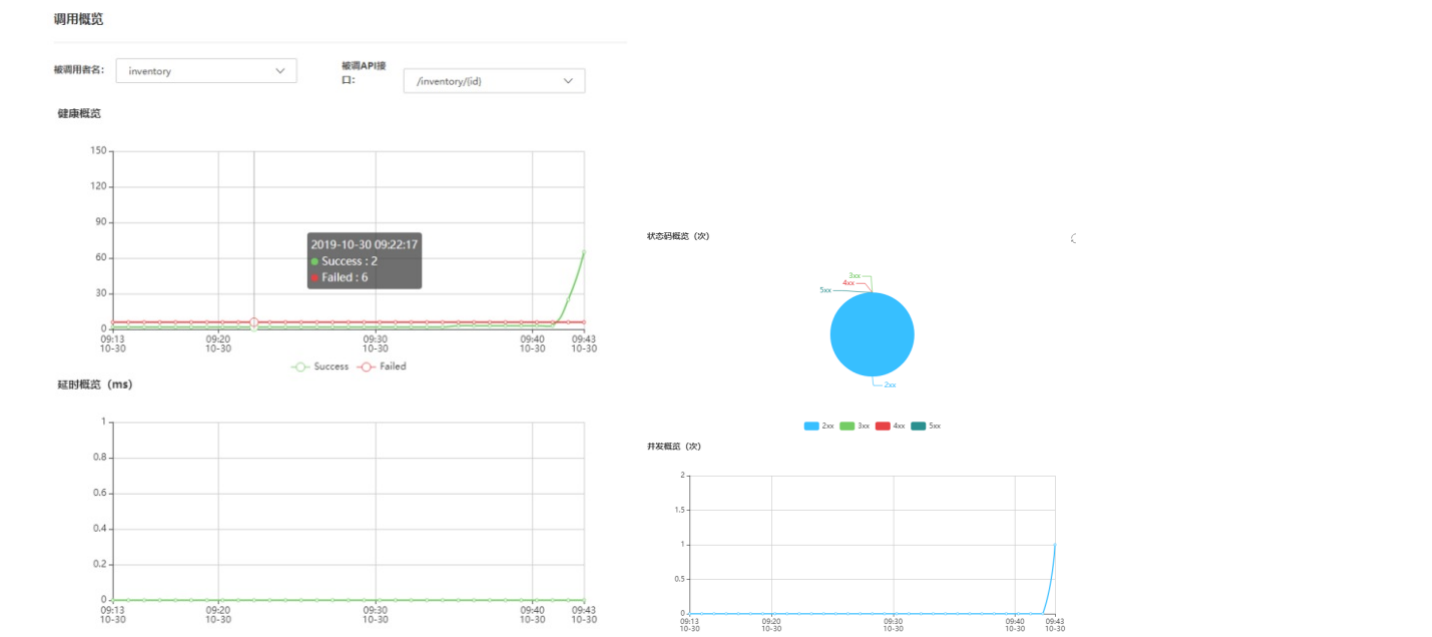 调用概览
被调用者名: inventory
被调API接
口: /inventory/{id}
健康概览
150
120
90
60
30
0
2019-10-30 09:22:17
Success : 2
Failed : 6
09:13 09:20 09:30 09:40 09:43
10-30 10-30 10-30 10-30 10-30
Success Failed
延时概览（ms）
1
0.8
0.6
0.4
0.2
0
09:13 09:20 09:30 09:40 09:43
10-30 10-30 10-30 10-30 10-30
状态码概览（次）
3xx
4xx
5xx
2xx
2xx 3xx 4xx 5xx
并发概览（次）
2
1.5
1
0.5
0
09:13 09:20 09:30 09:40 09:43
10-30 10-30 10-30 10-30 10-30